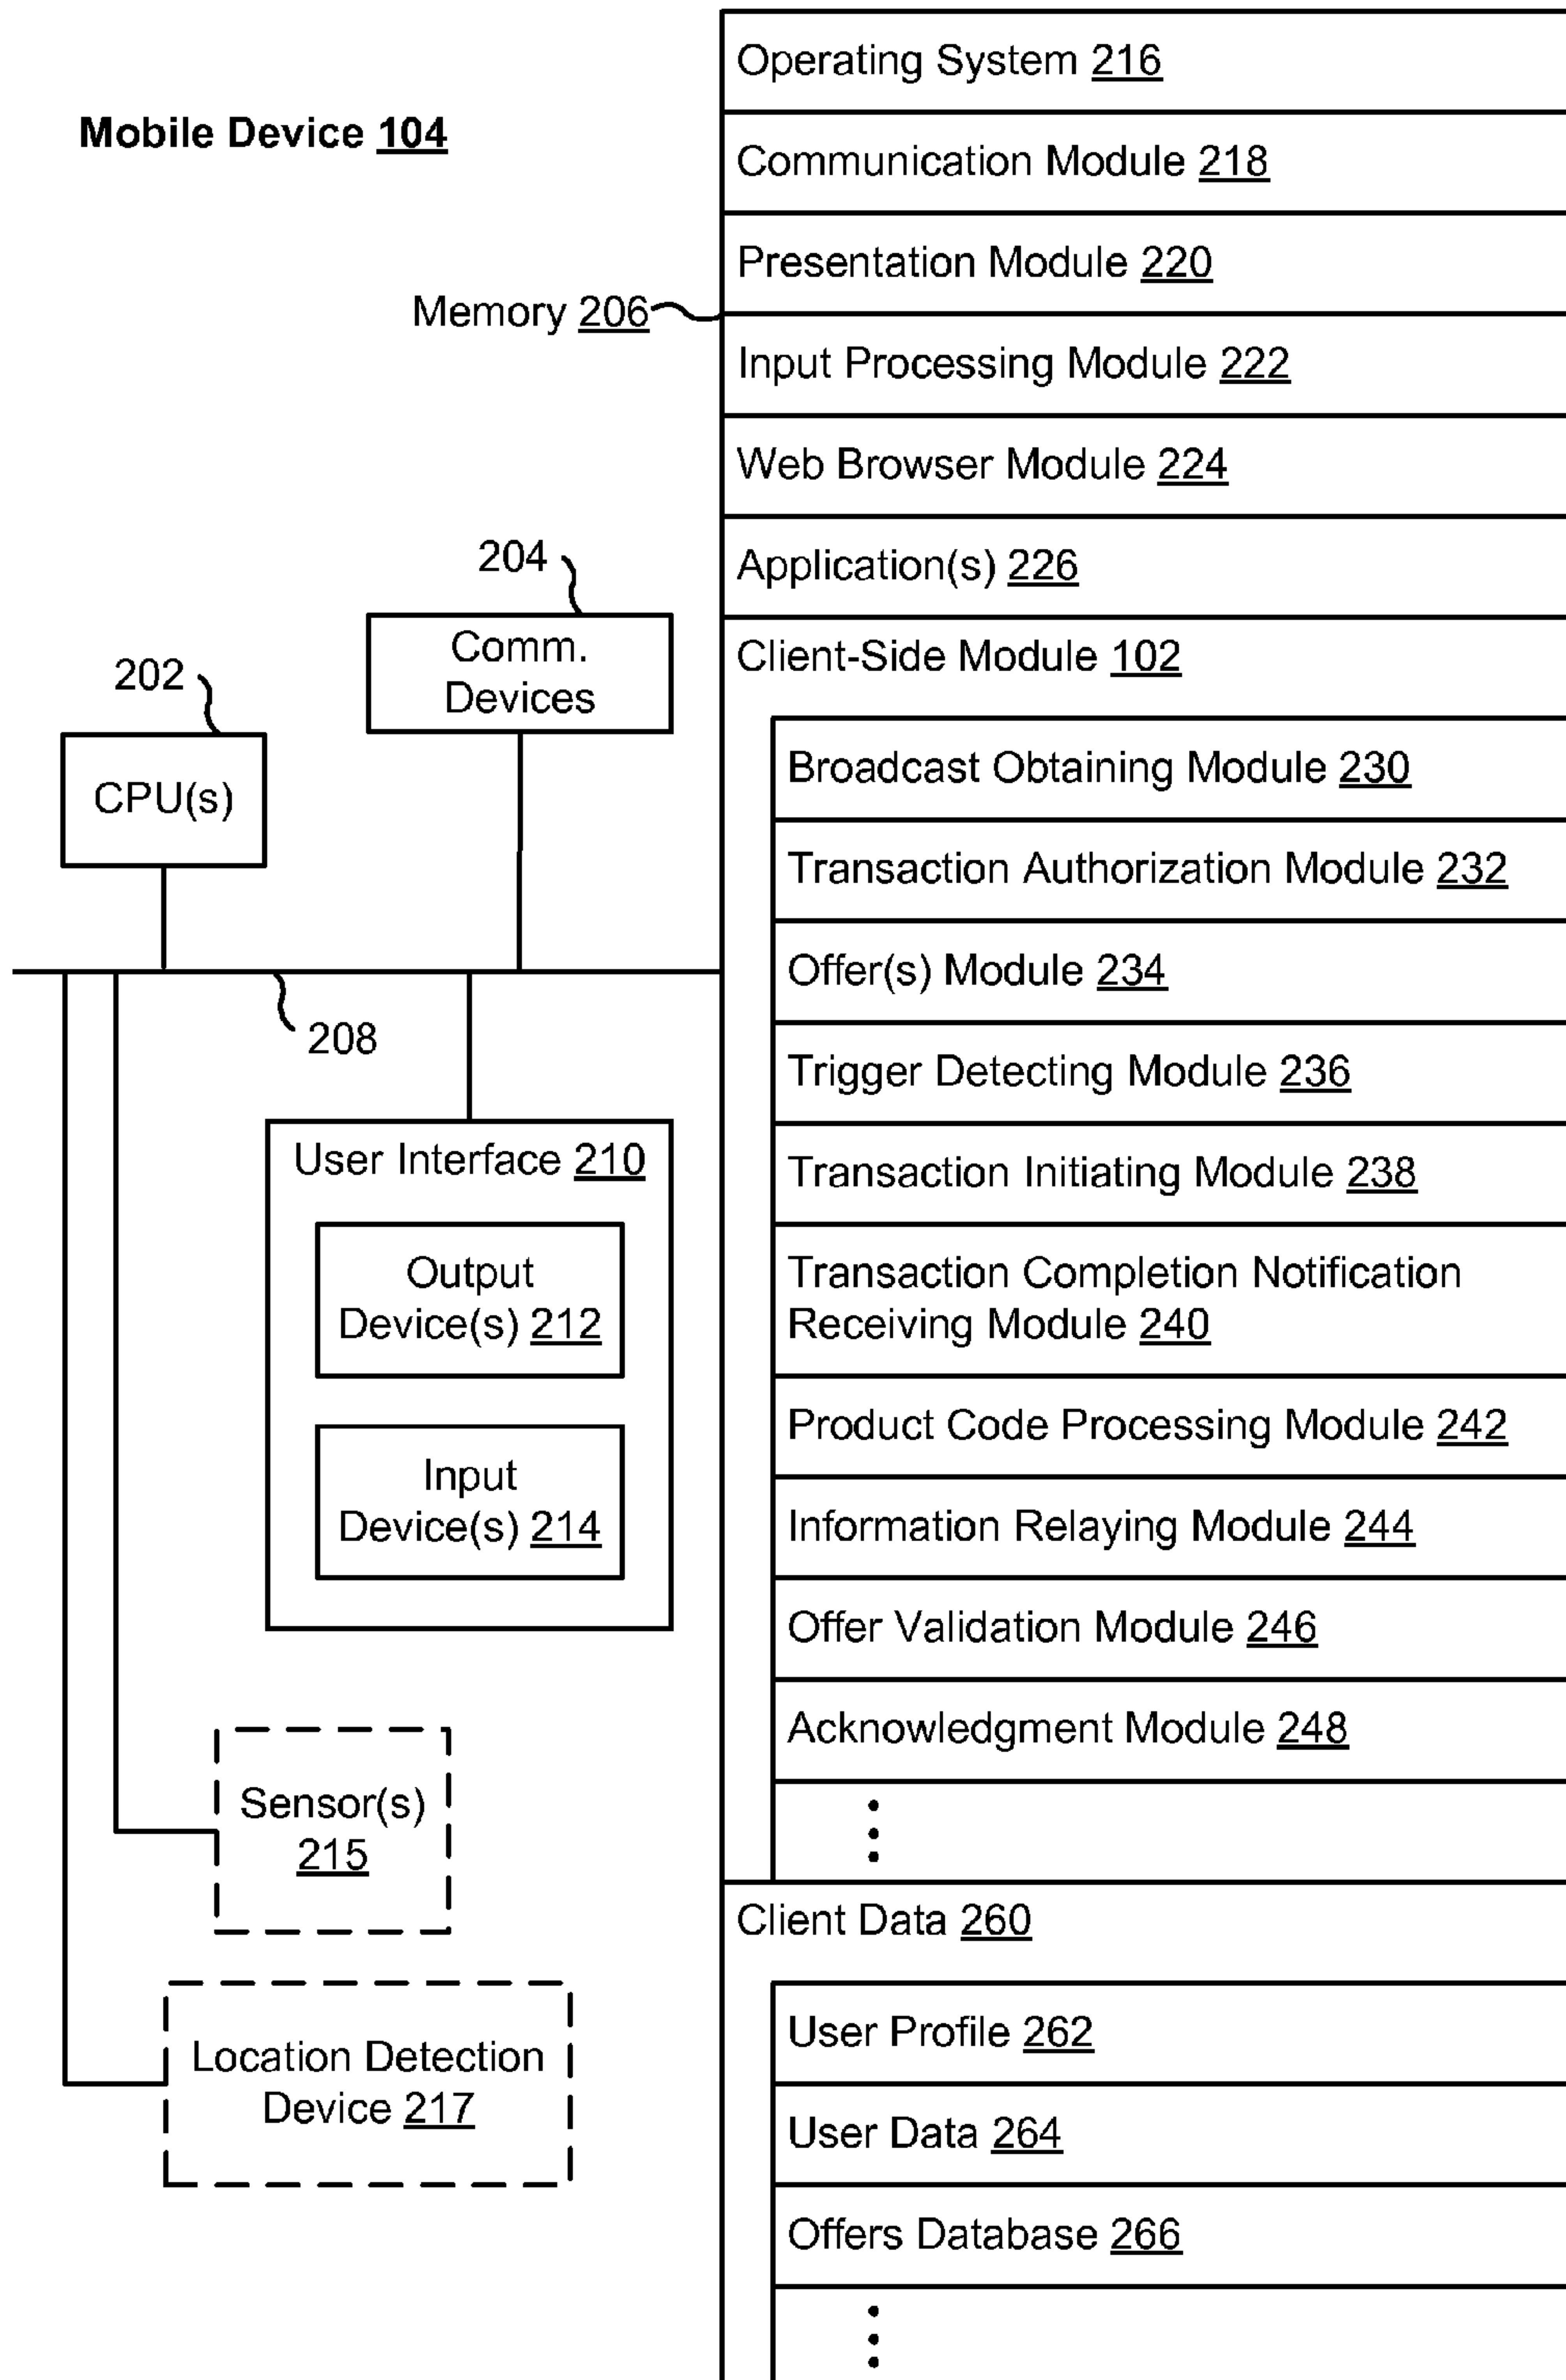 Mobile Device 104
Memory 206
204
Comm.
Devices
202
CPU(s)
208
User Interface 210
Output
Device(s) 212
Input
Device(s) 214
Sensor(s)
215
Location Detection
Device 217
Operating System 216
Communication Module 218
Presentation Module 220
Input Processing Module 222
Web Browser Module 224
Application(s) 226
Client-Side Module 102
Broadcast Obtaining Module 230
Transaction Authorization Module 232
Offer(s) Module 234
Trigger Detecting Module 236
Transaction Initiating Module 238
Transaction Completion Notification
Receiving Module 240
Product Code Processing Module 242
Information Relaying Module 244
Offer Validation Module 246
Acknowledgment Module 248
Client Data 260
User Profile 262
User Data 264
Offers Database 266